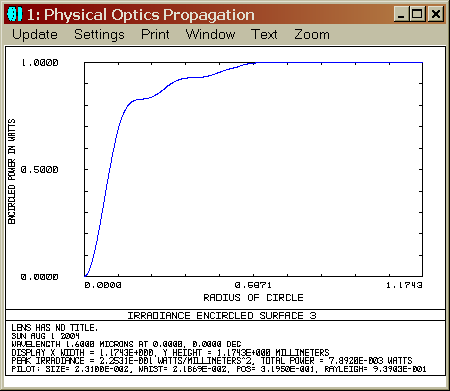 1: Physical Optics Propagation
Update Settings Print Window Text Zoom
1.0000
0.5000
0.0000
ENCIRCLED POWER IN WATTS
0.0000 0.5871 1.1743
RADIUS OF CIRCLE
IRRADIANCE ENCIRCLED SURFACE 3
LENS HAS NO TITLE.
SUN AUG 1 2004
WAVELENGTH 1.6000 MICRONS AT 0.0000, 0.0000 DEG
DISPLAY X WIDTH = 1.1743E+000, Y HEIGHT = 1.1743E+000 MILLIMETERS
PEAK IRRADIANCE = 2.2531E-001 WATTS/MILLIMETERS^2, TOTAL POWER = 7.8920E-003 WATTS
PILOT: SIZE= 2.3100E-002, WAIST= 2.1869E-002, POS= 3.1950E-001, RAYLEIGH= 9.3903E-001